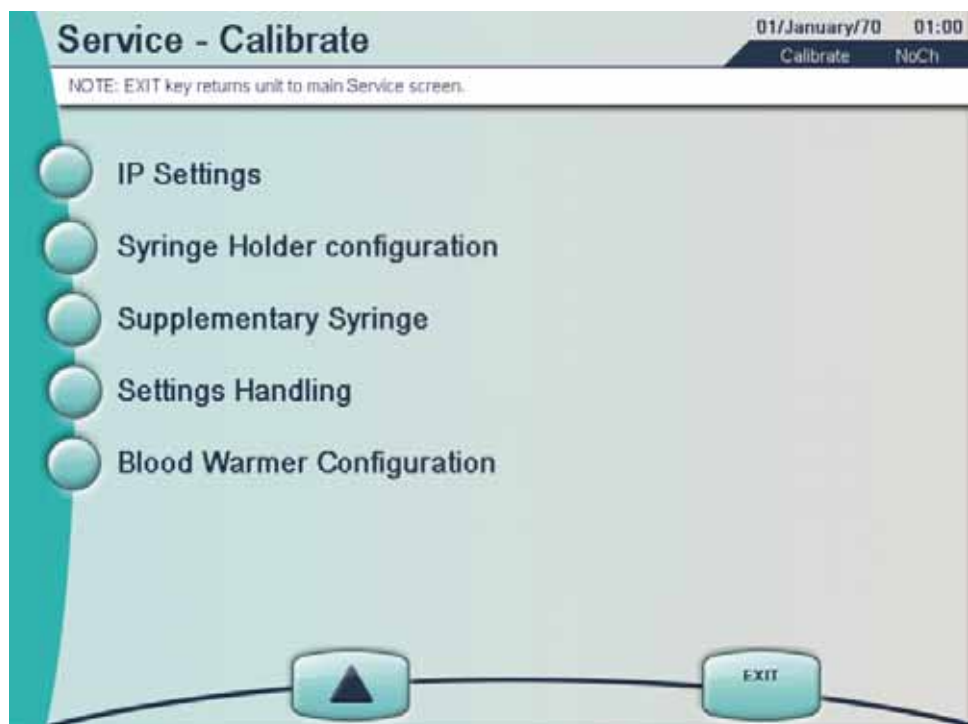 Service - Calibrate
01/January/70 01:00
Calibrate NoCh
NOTE: EXIT key returns unit to main Service screen.
IP Settings
Syringe Holder configuration
Supplementary Syringe
Settings Handling
Blood Warmer Configuration
EXIT